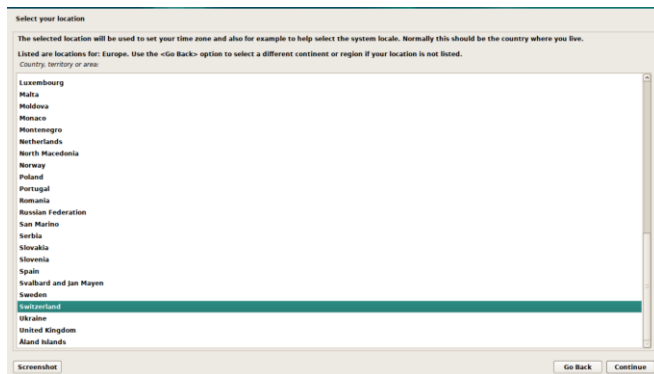 Select your location
The selected location will be used to set your time zone and also for example to help select the system locale. Normally this should be the country where you live.
Listed are locations for: Europe. Use the <Go Back> option to select a different continent or region if your location is not listed.
Country, territory or area:
Luxembourg
Malta
Moldova
Monaco
Montenegro
Netherlands
North Macedonia
Norway
Poland
Portugal
Romania
Russian Federation
San Marino
Serbia
Slovakia
Slovenia
Spain
Svalbard and Jan Mayen
Sweden
Switzerland
Ukraine
United Kingdom
Åland Islands
Screenshot
Go Back
Continue